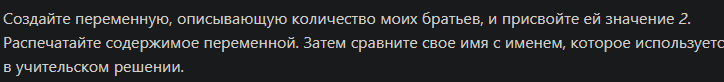 Создайте переменную, описывающую количество моих братьев, и присвойте ей значение 2.
Распечатайте содержимое переменной. Затем сравните свое имя с именем, которое используетс
в учительском решении.